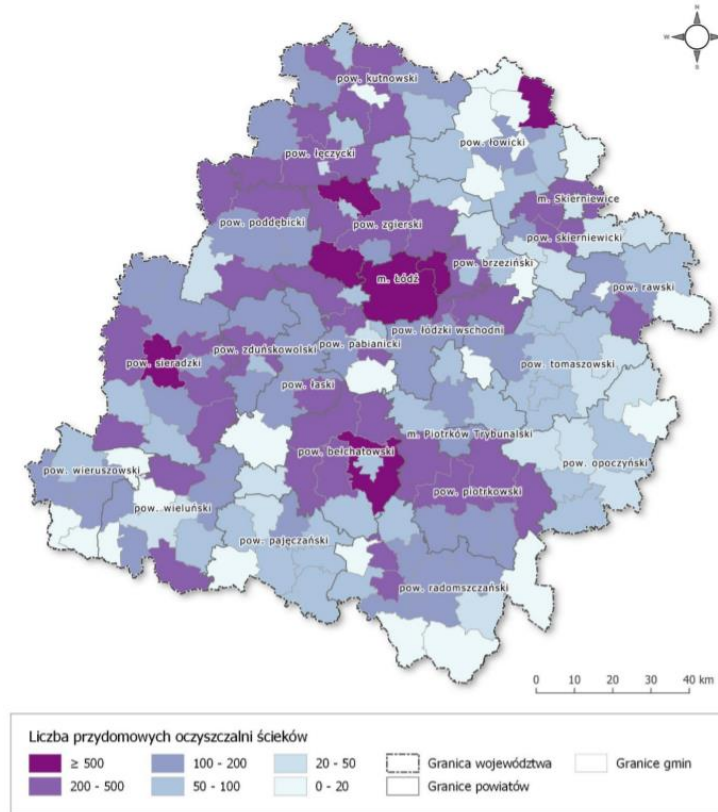 N
W E
S
pow. kutnowski
pow. łowicki
pow. łęczycki
m. Skierniewice
pow. zgierski
pow. poddębicki
pow. skierniewicki
pow. brzeziński
m. Łódź
pow. rawski
pow. łódzki wschodni
pow. pabianicki
pow. zduńskowolski
pow. sieradzki
pow. tomaszowski
pow. łaski
m. Piotrków Trybunalski
pow. bełchatowski
pow. opoczyński
pow. wieruszowski
pow. piotrkowski
pow. wieluński
pow. pajęczański
pow. radomszczański
0 10 20 30 40 km
Liczba przydomowych oczyszczalni ścieków
≥ 500 100 - 200 20 - 50 Granica województwa Granice gmin
200 - 500 50 - 100 0 - 20 Granice powiatów